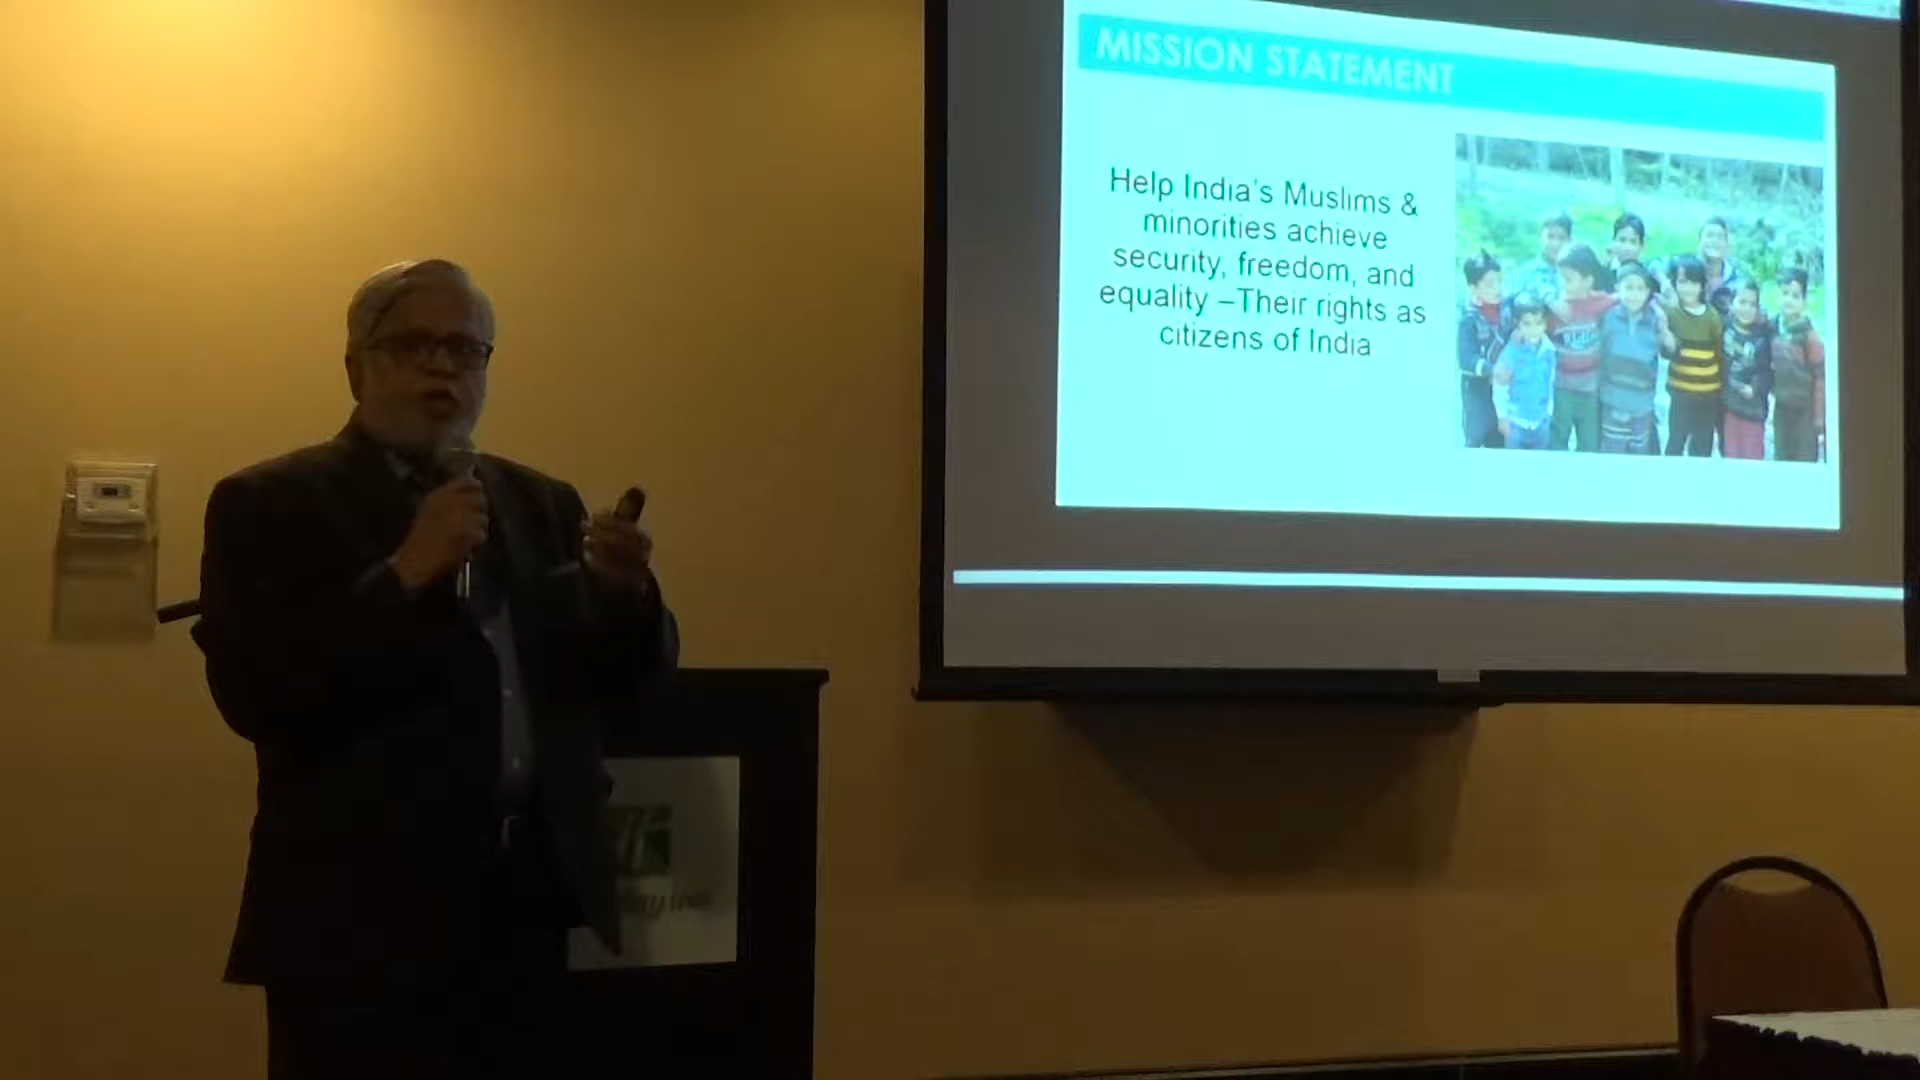 MISSION STATEMENT
Help India's Muslims &
minorities achieve
security, freedom, and
equality –Their rights as
citizens of India